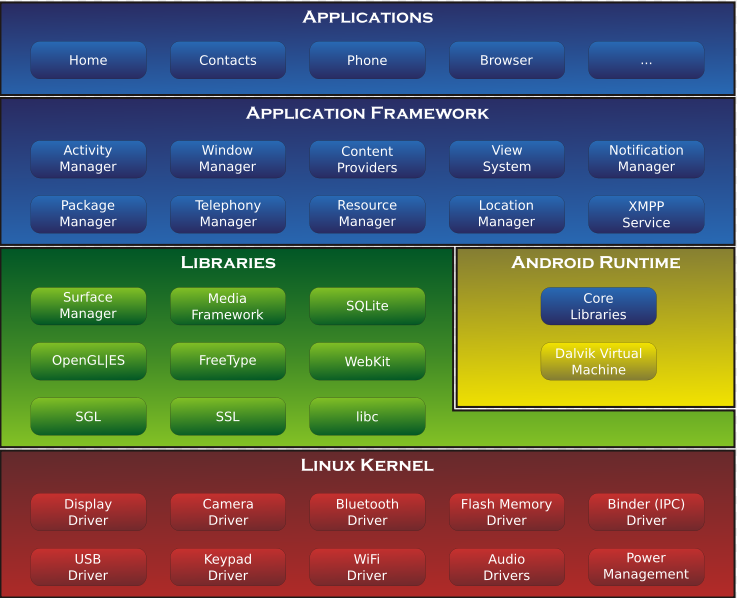 APPLICATIONS
Home
Contacts
Phone
Browser
...
APPLICATION FRAMEWORK
Activity
Manager
Window
Manager
Content
Providers
View
System
Notification
Manager
Package
Manager
Telephony
Manager
Resource
Manager
Location
Manager
XMPP
Service
LIBRARIES
Surface
Manager
Media
Framework
SQLite
OpenGL|ES
FreeType
WebKit
SGL
SSL
libc
ANDROID RUNTIME
Core
Libraries
Dalvik Virtual
Machine
LINUX KERNEL
Display
Driver
Camera
Driver
Bluetooth
Driver
Flash Memory
Driver
Binder (IPC)
Driver
USB
Driver
Keypad
Driver
WiFi
Driver
Audio
Drivers
Power
Management